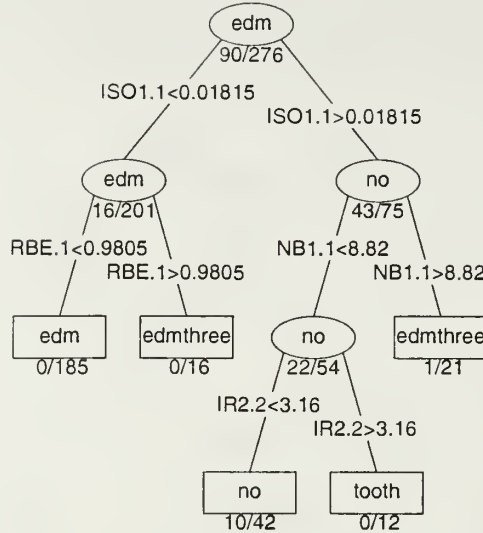 edm
90/276
ISO1.1<0.01815
ISO1.1>0.01815
edm
16/201
no
43/75
RBE.1<0.9805
RBE.1>0.9805
NB1.1<8.82
NB1.1>8.82
edm
0/185
edmthree
0/16
no
22/54
edmthree
1/21
IR2.2<3.16
IR2.2>3.16
no
10/42
tooth
0/12